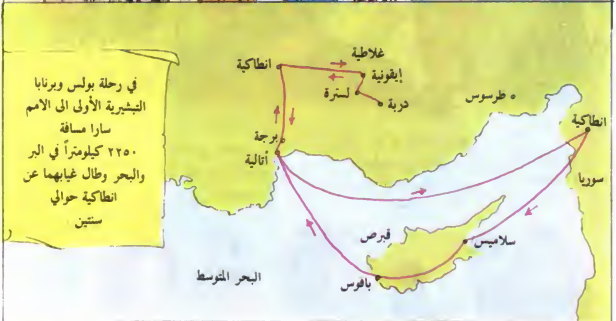 في رحلة بولس وبرنابا
التبشيرية الأولى الى الامم
سارا مسافة
٢٢٥٠ كيلومتراً في البر
والبحر وطال غيابهما عن
انطاكية حوالي
سنتين
غلاطية
انطاكية
إيقونية
لسترة
دربة
طرسوس
انطاكية
برجة
أتالية
سوريا
قبرص
سلاميس
بافوس
البحر المتوسط